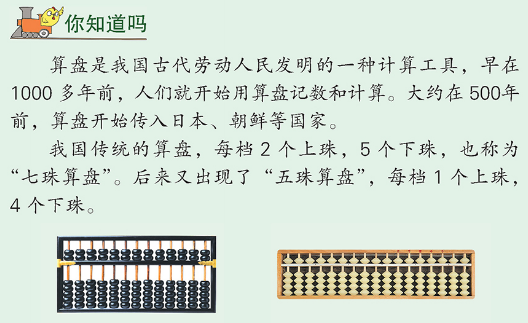 你知道吗
算盘是我国古代劳动人民发明的一种计算工具，早在
1000 多年前，人们就开始用算盘记数和计算。大约在 500年
前，算盘开始传入日本、朝鲜等国家。
我国传统的算盘，每档 2 个上珠，5 个下珠，也称为
“七珠算盘”。后来又出现了“五珠算盘”，每档 1 个上珠，
4 个下珠。